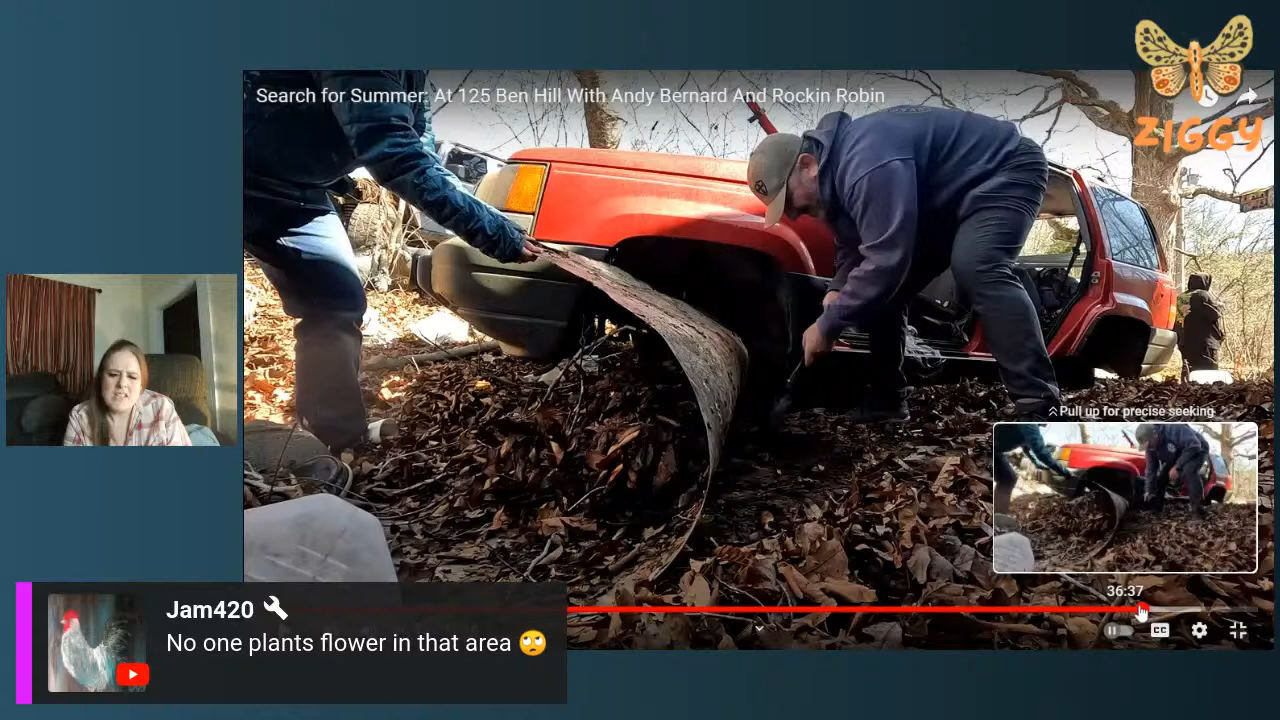 Search for Summer: At 125 Ben Hill With Andy Bernard And Rockin Robin
ZIGGY
Pull up for precise seeking
36:37
CC
Jam420
No one plants flower in that area 🙄